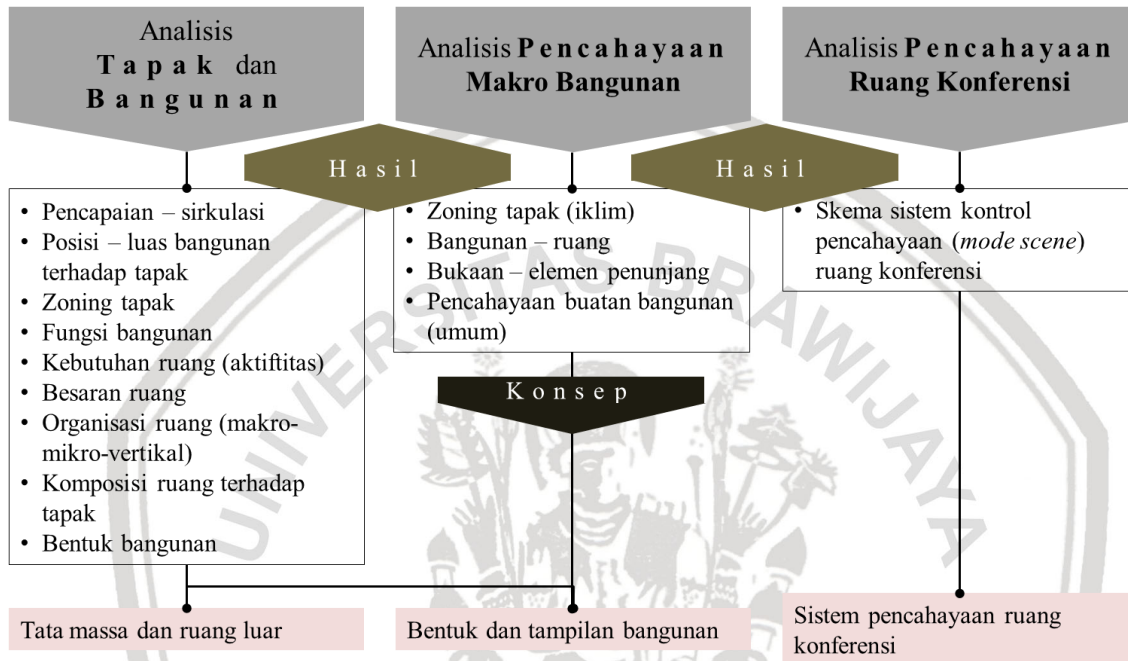 Analisis
Tapak dan
Bangunan
Analisis Pencahayaan
Makro Bangunan
Analisis Pencahayaan
Ruang Konferensi
Hasil
Hasil
• Pencapaian – sirkulasi
• Posisi – luas bangunan
terhadap tapak
• Zoning tapak
• Fungsi bangunan
• Kebutuhan ruang (aktiftitas)
• Besaran ruang
• Organisasi ruang (makro-
mikro-vertikal)
• Komposisi ruang terhadap
tapak
• Bentuk bangunan
• Zoning tapak (iklim)
• Bangunan – ruang
• Bukaan – elemen penunjang
• Pencahayaan buatan bangunan
(umum)
• Skema sistem kontrol
pencahayaan (mode scene)
ruang konferensi
Konsep
Tata massa dan ruang luar
Bentuk dan tampilan bangunan
Sistem pencahayaan ruang
konferensi
UNIVERSITAS BRAWIJAYA